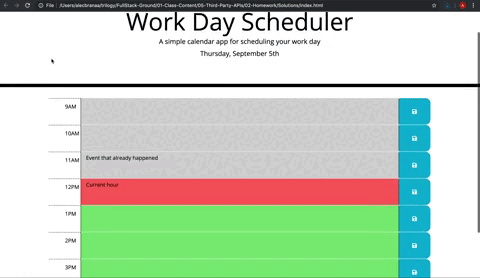 File | /Users/alecbranaa/trilogy/FullStack-Ground/01-Class-Content/05-Third-Party-APIs/02-Homework/Solutions/index.html
Work Day Scheduler
A simple calendar app for scheduling your work day
Thursday, September 5th
9AM
10AM
11AM Event that already happened
12PM Current hour
1PM
2PM
3PM